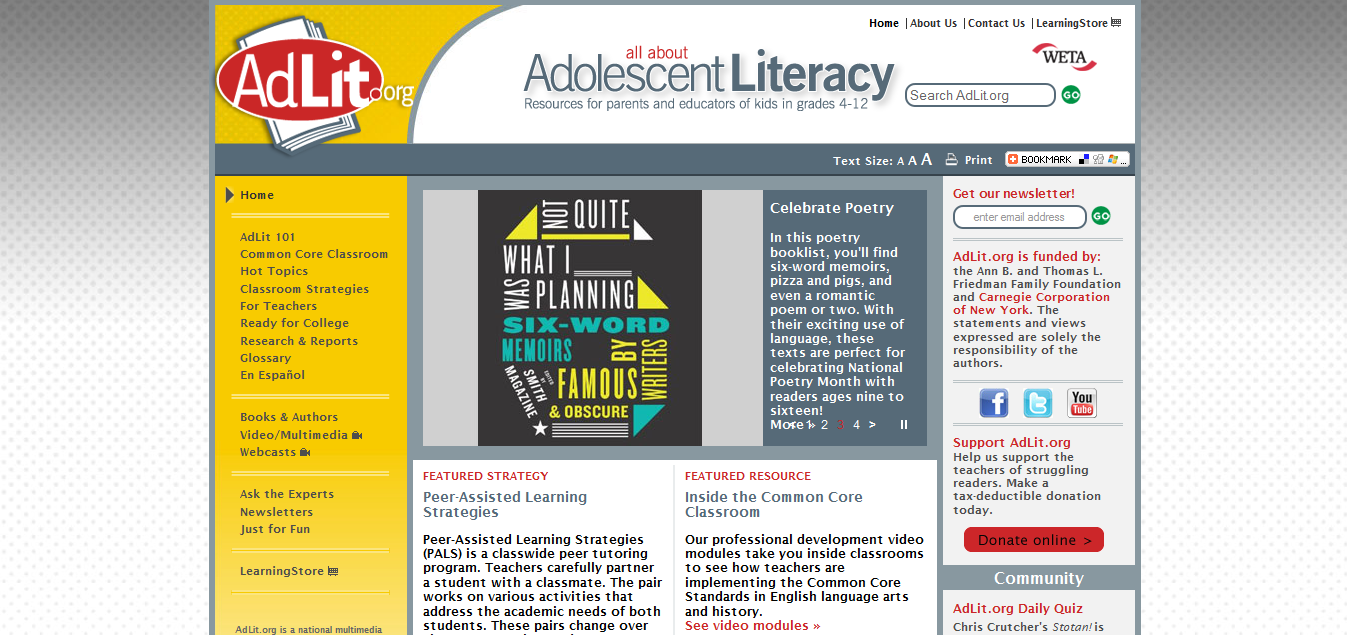 AdLit.org
Home | About Us | Contact Us | LearningStore
WETA
all about
Adolescent Literacy
Resources for parents and educators of kids in grades 4-12
Search AdLit.org
GO
Text Size: A A A
Print
BOOKMARK
Home
AdLit 101
Common Core Classroom
Hot Topics
Classroom Strategies
For Teachers
Ready for College
Research & Reports
Glossary
En Español
Books & Authors
Video/Multimedia
Webcasts
Ask the Experts
Newsletters
Just for Fun
LearningStore
AdLit.org is a national multimedia
NOT QUITE
WHAT I
WAS PLANNING
SIX-WORD
MEMOIRS
BY
WRITERS
FAMOUS
& OBSCURE
EDITED BY
SMITH
MAGAZINE
Celebrate Poetry
In this poetry
booklist, you'll find
six-word memoirs,
pizza and pigs, and
even a romantic
poem or two. With
their exciting use of
language, these
texts are perfect for
celebrating National
Poetry Month with
readers ages nine to
sixteen!
More »
< 1 2 3 4 >
FEATURED STRATEGY
Peer-Assisted Learning
Strategies
Peer-Assisted Learning Strategies
(PALS) is a classwide peer tutoring
program. Teachers carefully partner
a student with a classmate. The pair
works on various activities that
address the academic needs of both
students. These pairs change over
FEATURED RESOURCE
Inside the Common Core
Classroom
Our professional development video
modules take you inside classrooms
to see how teachers are
implementing the Common Core
Standards in English language arts
and history.
See video modules »
Get our newsletter!
enter email address
GO
AdLit.org is funded by:
the Ann B. and Thomas L.
Friedman Family Foundation
and Carnegie Corporation
of New York. The
statements and views
expressed are solely the
responsibility of the
authors.
f
t
You Tube
Support AdLit.org
Help us support the
teachers of struggling
readers. Make a
tax-deductible donation
today.
Donate online >
Community
AdLit.org Daily Quiz
Chris Crutcher's Stotan! is